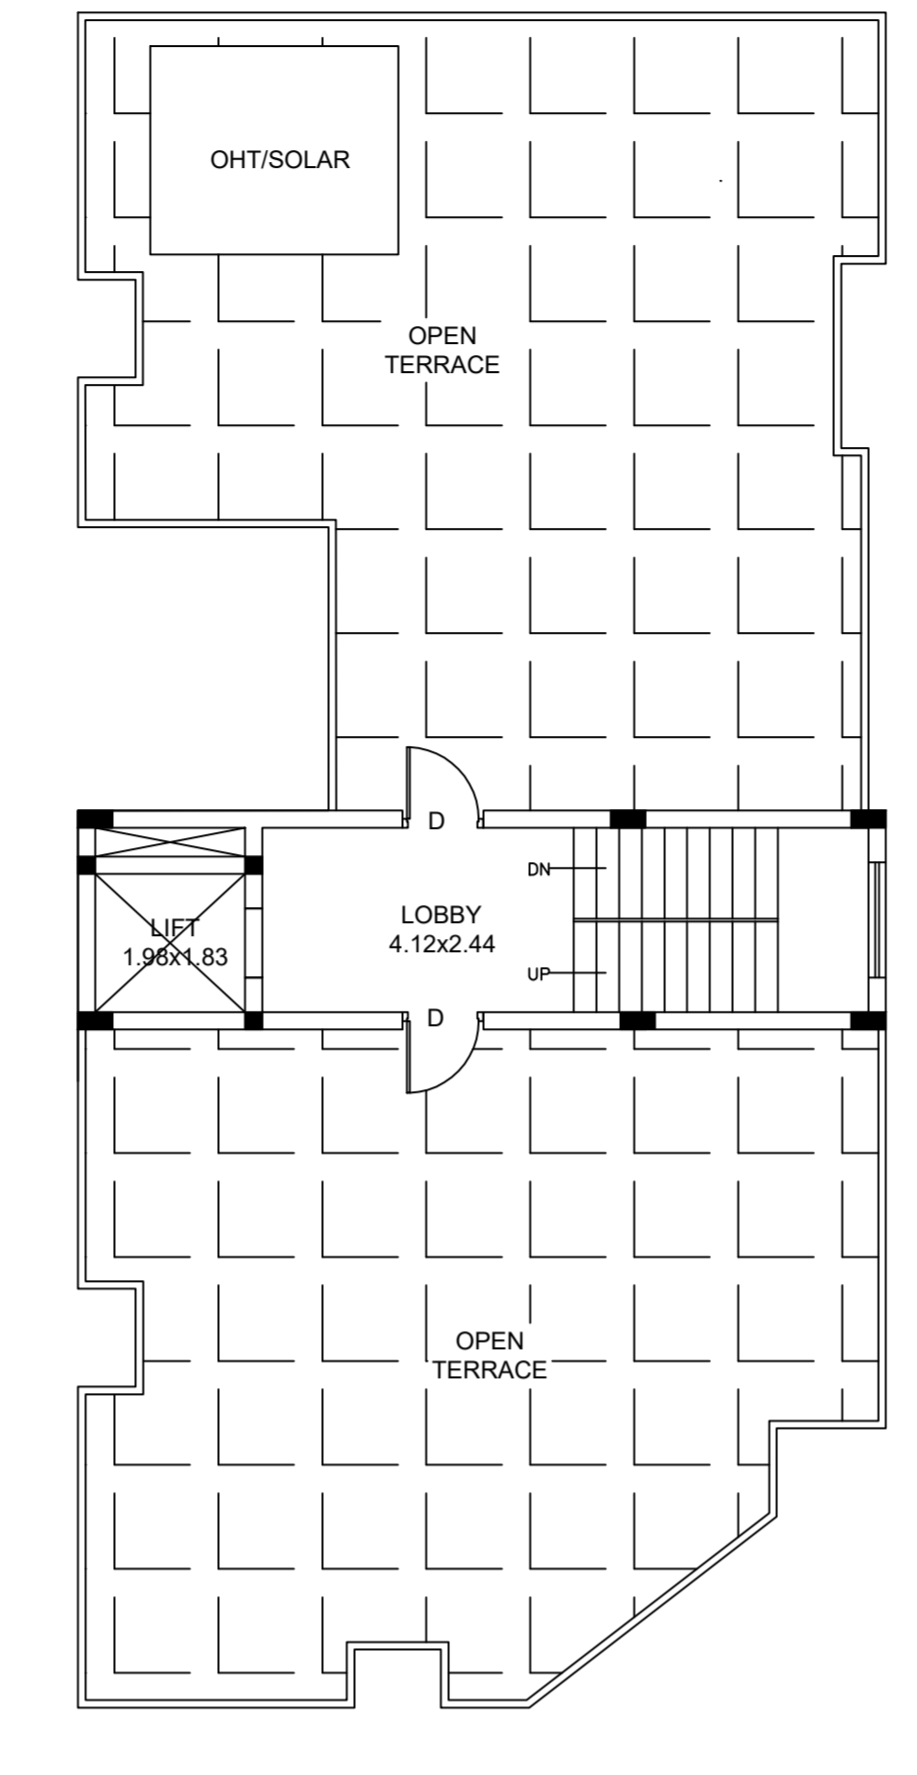 OHT/SOLAR
OPEN
TERRACE
D
DN
LOBBY
4.12x2.44
LIFT
1.98x1.83
UP
D
OPEN
TERRACE